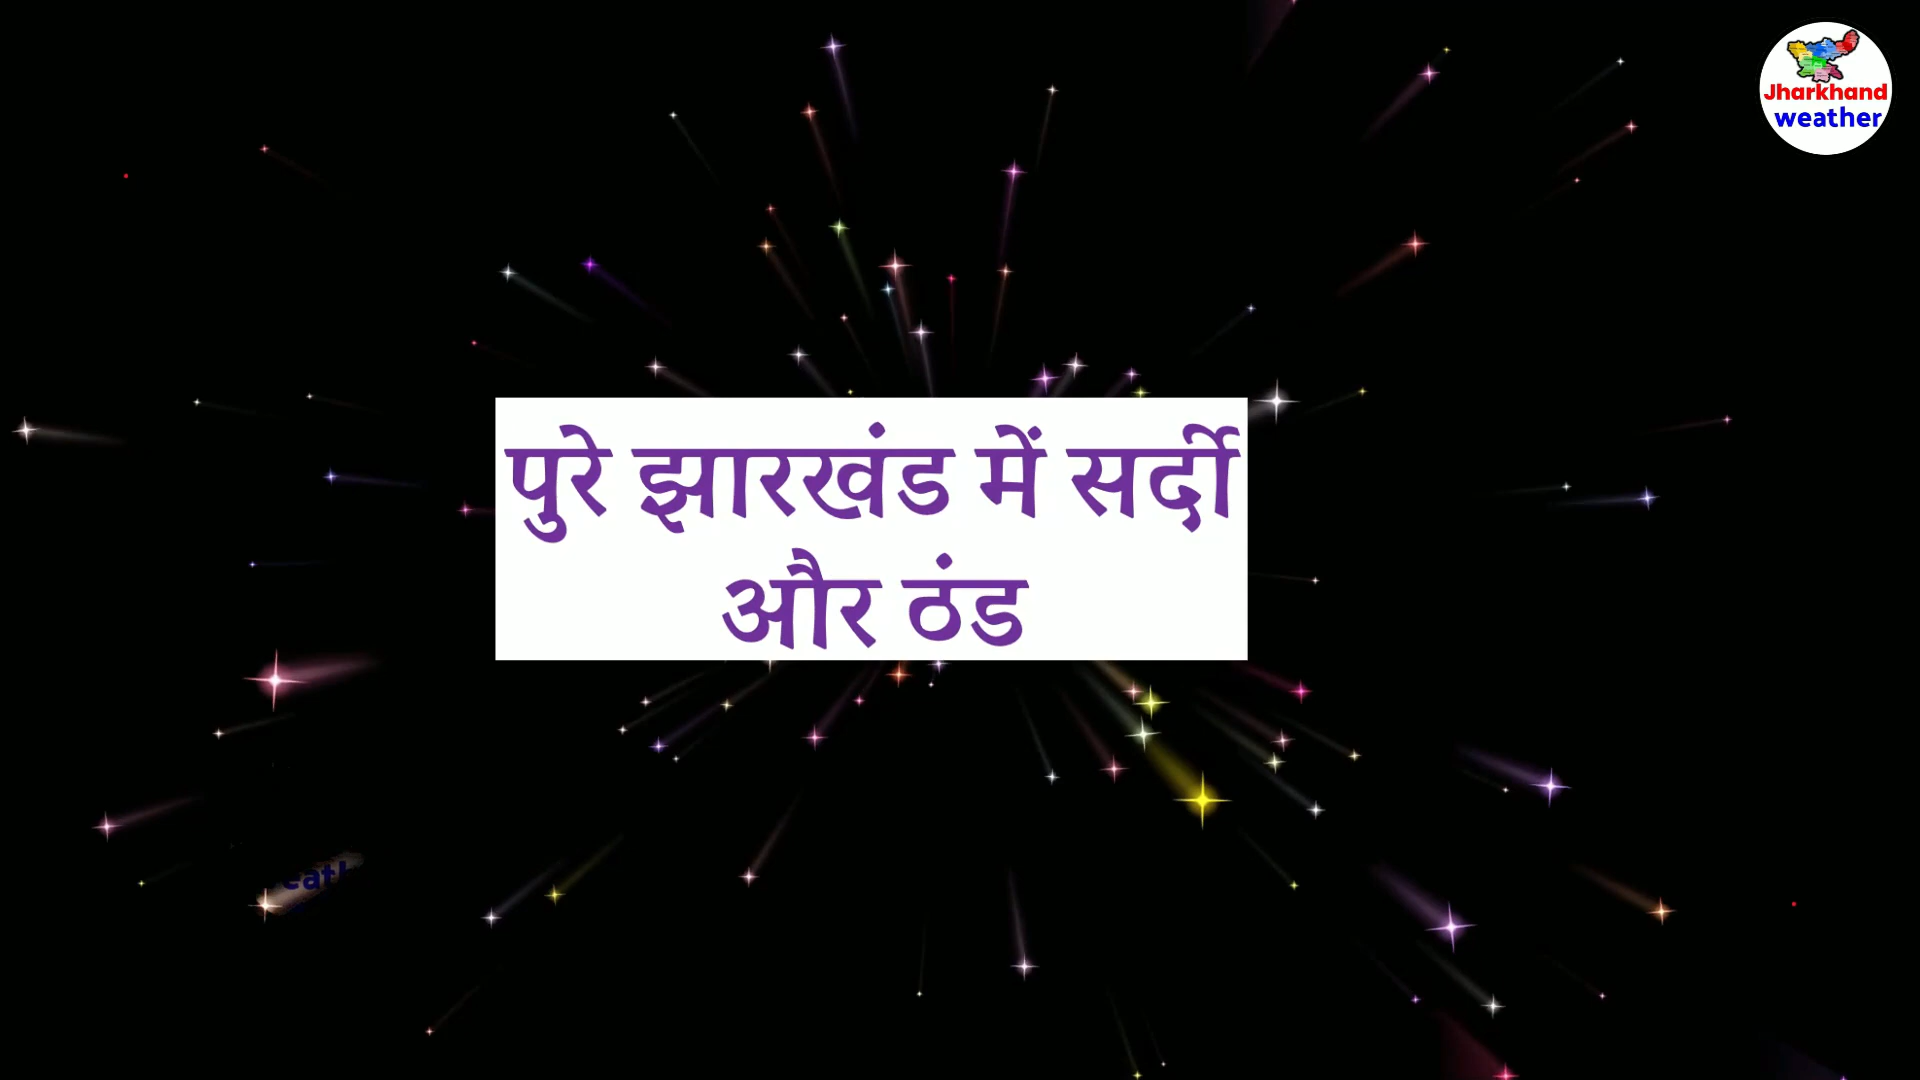 Jharkhand
weather
पुरे झारखंड में सर्दी
और ठंड